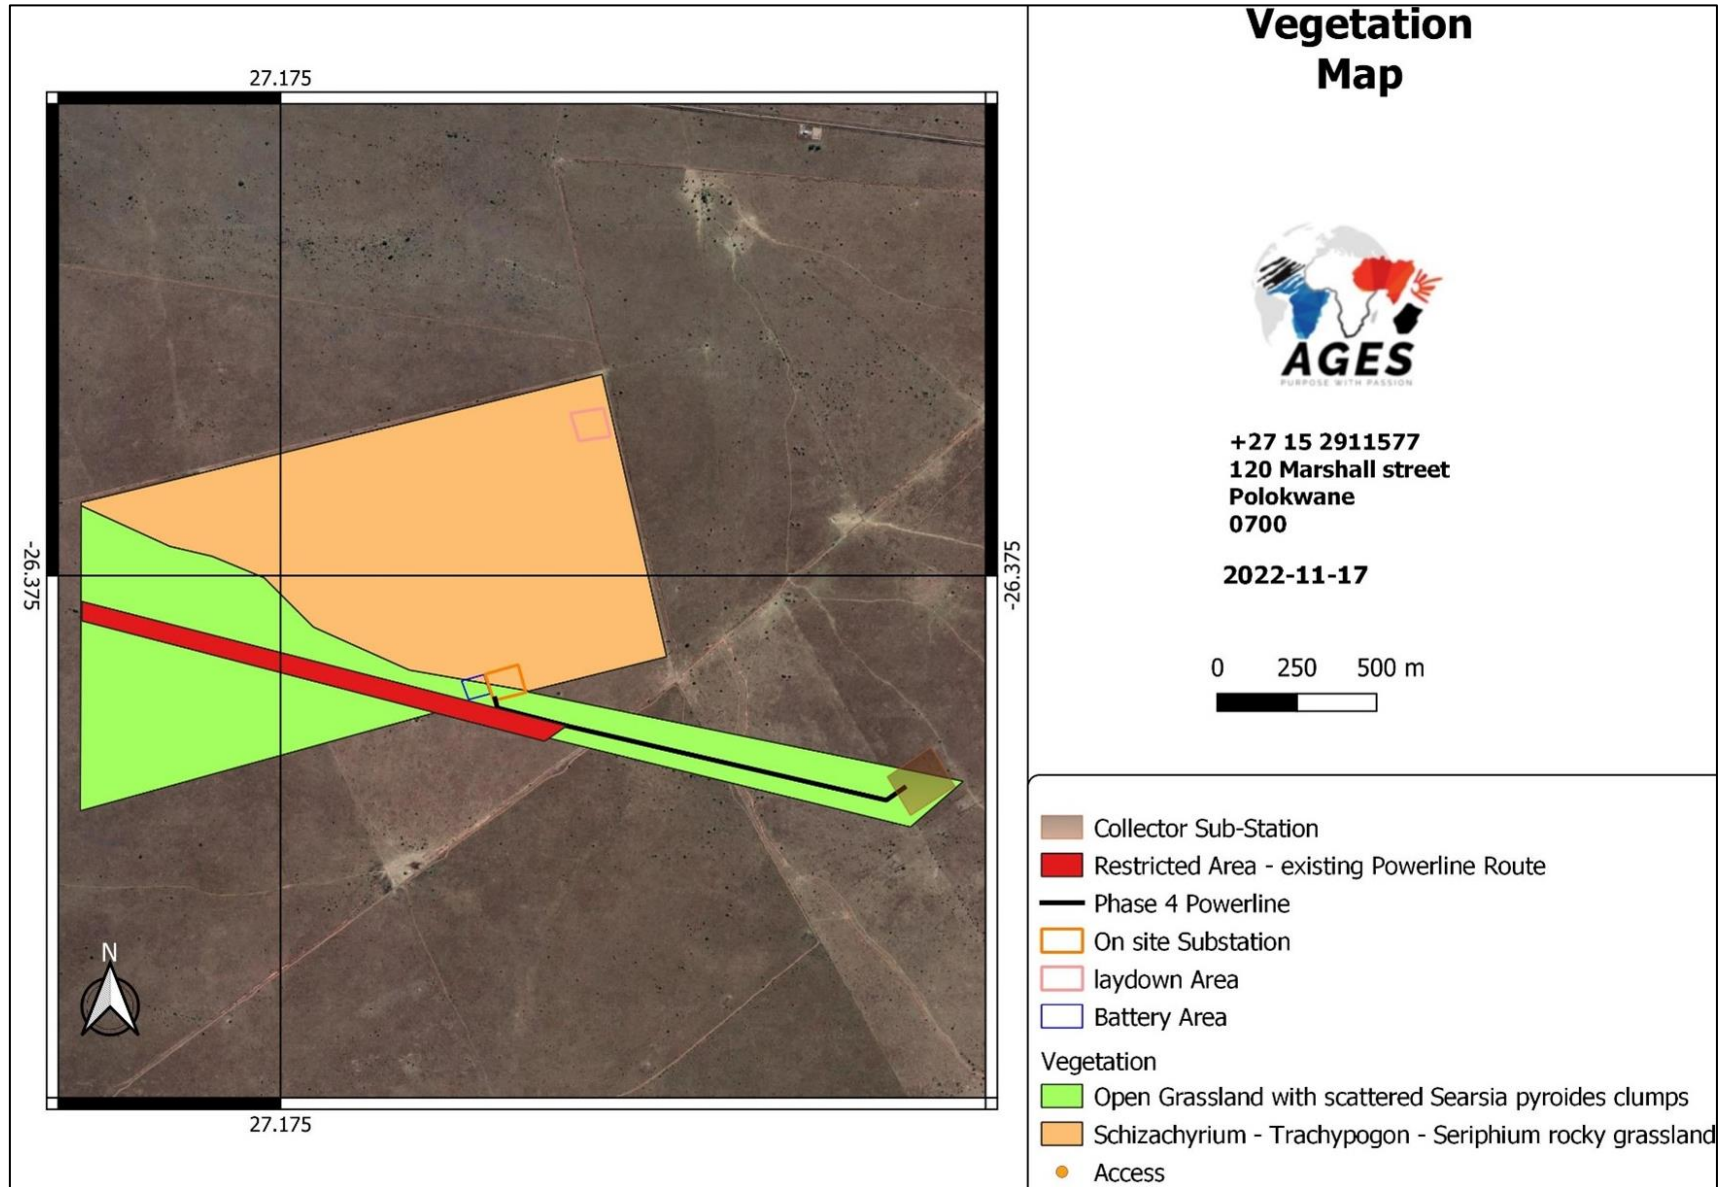 Vegetation
Map
27.175
-26.375
-26.375
N
27.175
AGES
PURPOSE WITH PASSION
+27 15 2911577
120 Marshall street
Polokwane
0700
2022-11-17
0 250 500 m
Collector Sub-Station
Restricted Area - existing Powerline Route
Phase 4 Powerline
On site Substation
laydown Area
Battery Area
Vegetation
Open Grassland with scattered Searsia pyroides clumps
Schizachyrium - Trachypogon - Seriphium rocky grassland
Access